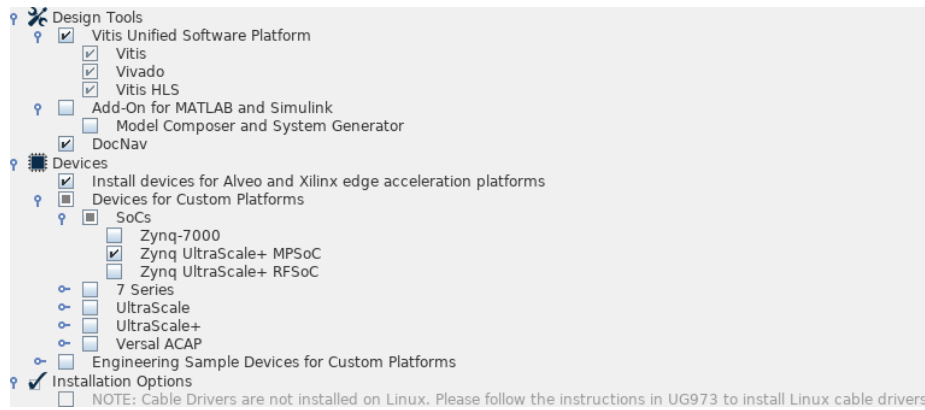 Design Tools
Vitis Unified Software Platform
Vitis
Vivado
Vitis HLS
Add-On for MATLAB and Simulink
Model Composer and System Generator
DocNav
Devices
Install devices for Alveo and Xilinx edge acceleration platforms
Devices for Custom Platforms
SoCs
Zynq-7000
Zynq UltraScale+ MPSoC
Zynq UltraScale+ RFSoC
7 Series
UltraScale
UltraScale+
Versal ACAP
Engineering Sample Devices for Custom Platforms
Installation Options
NOTE: Cable Drivers are not installed on Linux. Please follow the instructions in UG973 to install Linux cable drivers